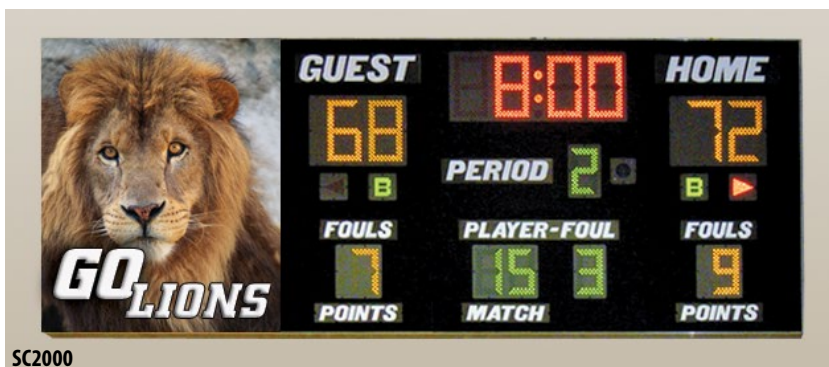 GUEST 8:00 HOME
68 72
PERIOD 2
B B
FOULS PLAYER-FOUL FOULS
7 15 3 9
POINTS MATCH POINTS
GO
LIONS
SC2000